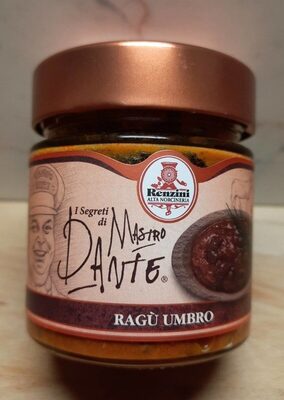 Renzini
ALTA NORCINERIA
I Segreti
di Mastro
Dante®
RAGÙ UMBRO